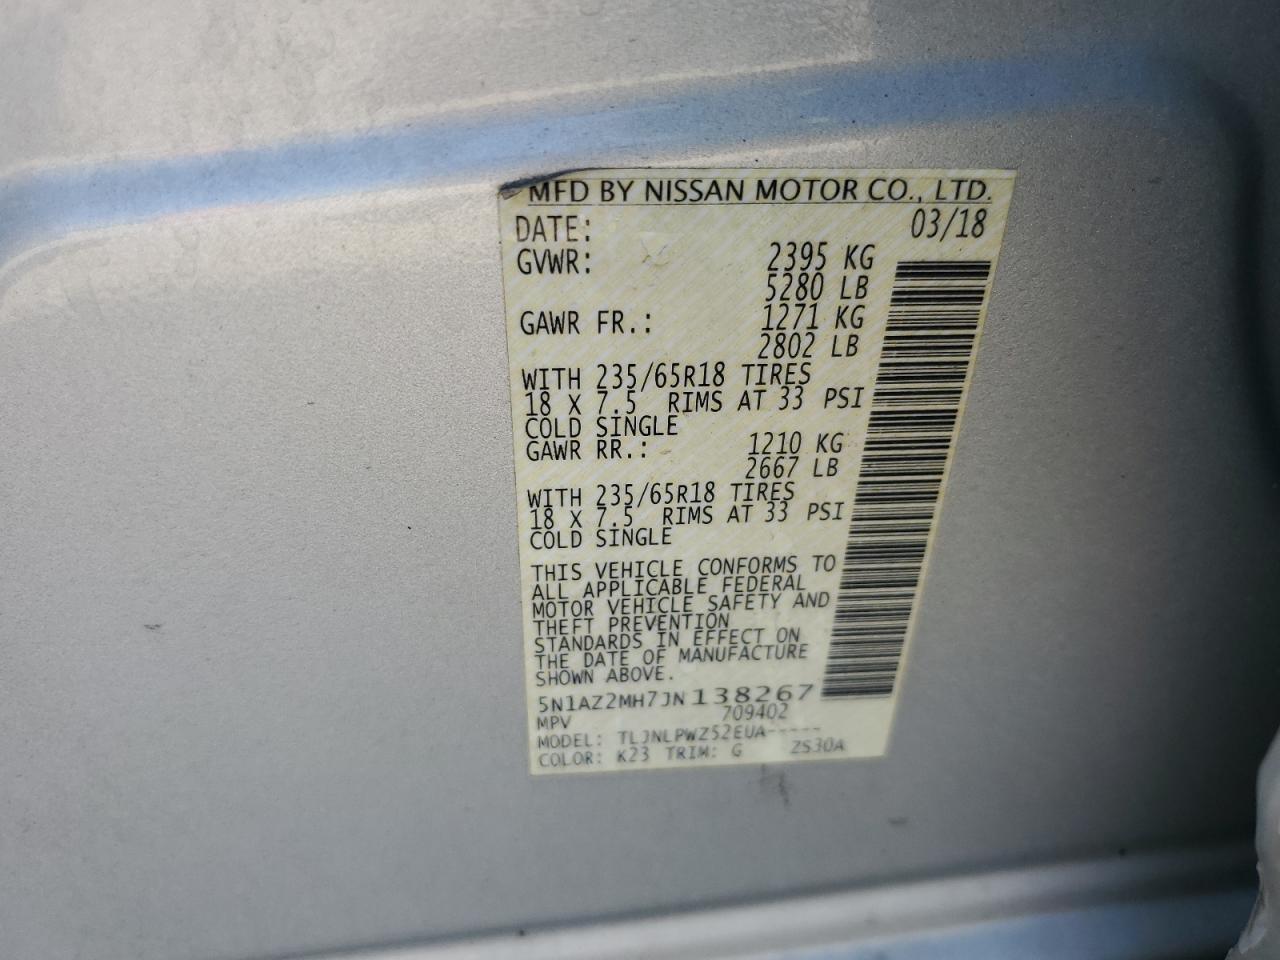 MFD BY NISSAN MOTOR CO., LTD.
DATE: 03/18
GVWR: 2395 KG
5280 LB
GAWR FR.: 1271 KG
2802 LB
WITH 235/65R18 TIRES
18 X 7.5 RIMS AT 33 PSI
COLD SINGLE
GAWR RR.: 1210 KG
2667 LB
WITH 235/65R18 TIRES
18 X 7.5 RIMS AT 33 PSI
COLD SINGLE
THIS VEHICLE CONFORMS TO
ALL APPLICABLE FEDERAL
MOTOR VEHICLE SAFETY AND
THEFT PREVENTION
STANDARDS IN EFFECT ON
THE DATE OF MANUFACTURE
SHOWN ABOVE.
5N1AZ2MH7JN138267
MPV 709402
MODEL: TLJNLPWZ52EUA-----
COLOR: K23 TRIM: G ZS30A